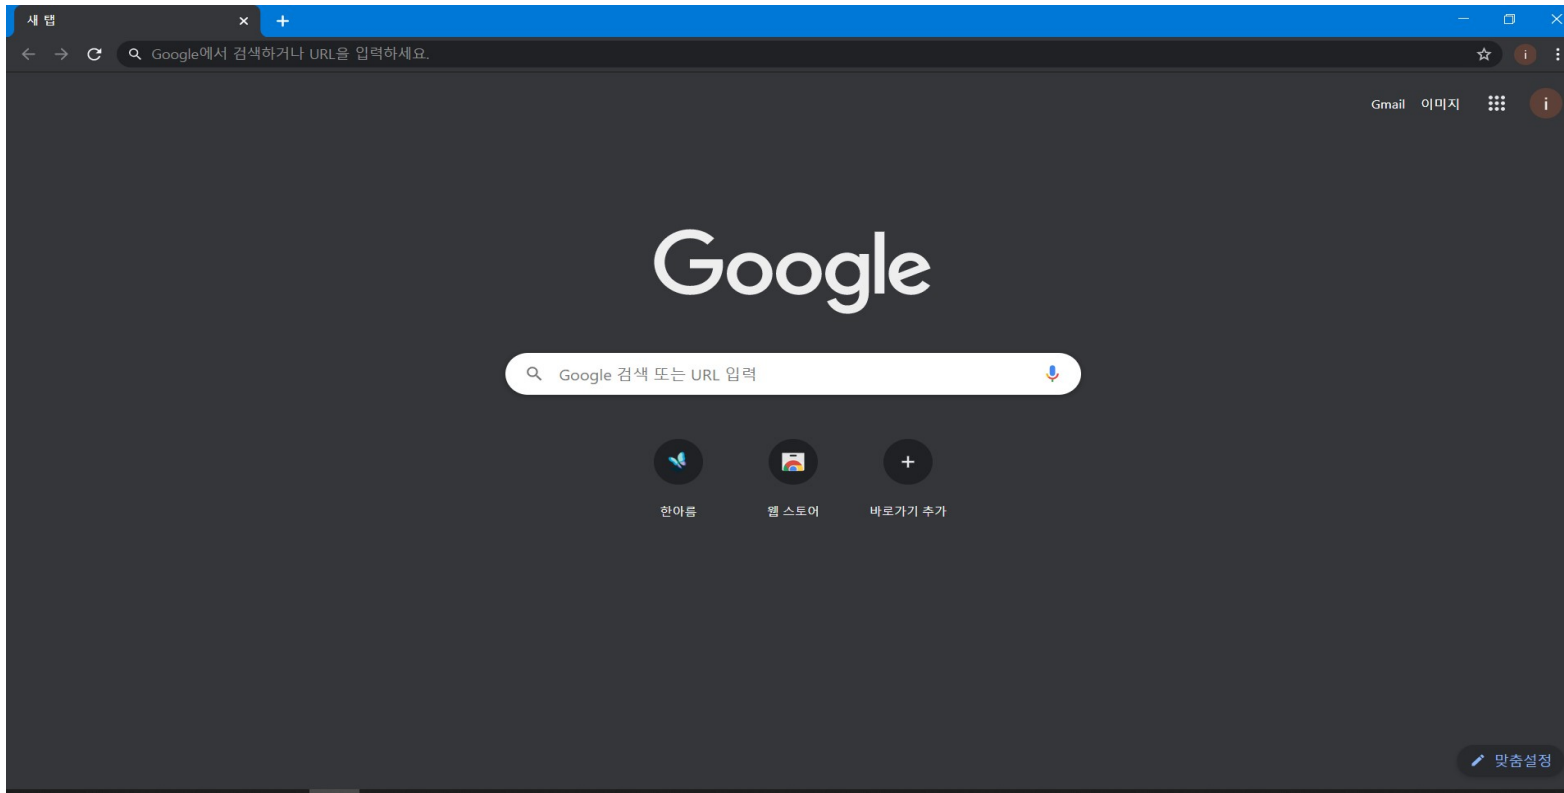 새 탭
Google에서 검색하거나 URL을 입력하세요.
i
Gmail 이미지 i
Google
Google 검색 또는 URL 입력
한아름 웹 스토어 바로가기 추가
맞춤설정